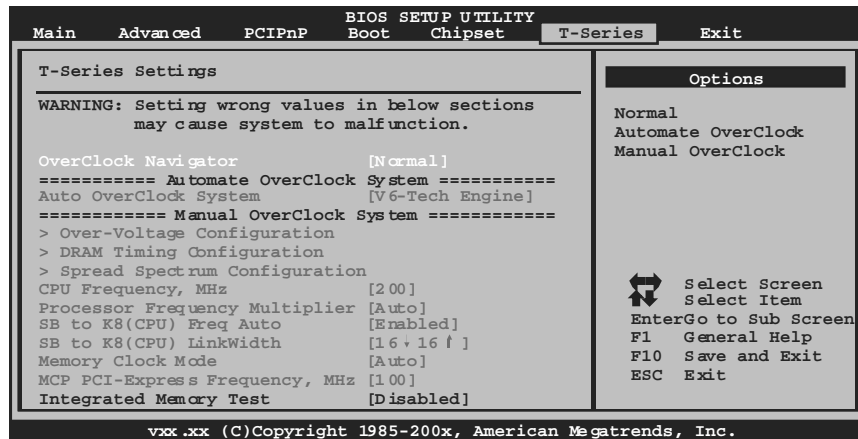 BIOS SETUP UTILITY
Main Advanced PCIPnP Boot Chipset T-Series Exit
T-Series Settings
WARNING: Setting wrong values in below sections
may cause system to malfunction.
OverClock Navigator [Normal]
========== Automate OverClock System ===========
Auto OverClock System [V6-Tech Engine]
============ Manual OverClock System ============
> Over-Voltage Configuration
> DRAM Timing Configuration
> Spread Spectrum Configuration
CPU Frequency, MHz [200]
Processor Frequency Multiplier [Auto]
SB to K8(CPU) Freq Auto [Enabled]
SB to K8(CPU) LinkWidth [16↓ 16↑ ]
Memory Clock Mode [Auto]
MCP PCI-Express Frequency, MHz [100]
Integrated Memory Test [Disabled]
Options
Normal
Automate OverClock
Manual OverClock
Select Screen
Select Item
EnterGo to Sub Screen
F1 General Help
F10 Save and Exit
ESC Exit
vxx.xx (C)Copyright 1985-200x, American Megatrends, Inc.